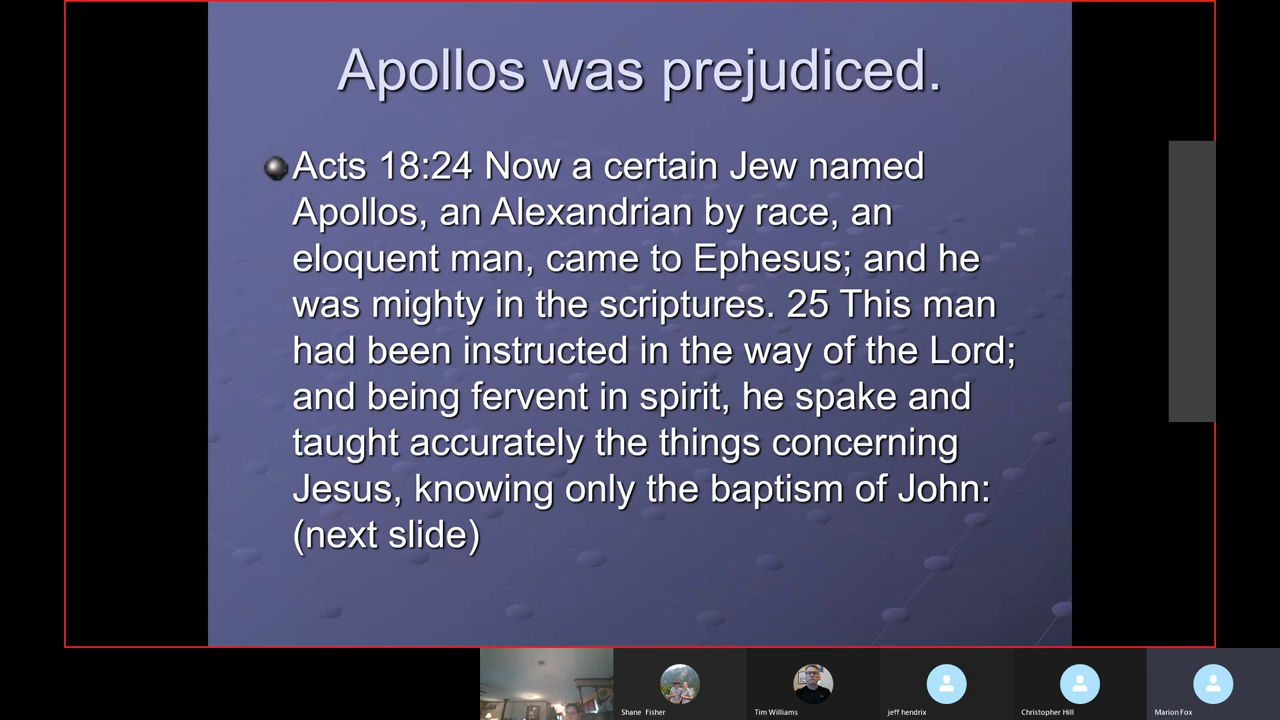 Apollos was prejudiced.
Acts 18:24 Now a certain Jew named
Apollos, an Alexandrian by race, an
eloquent man, came to Ephesus; and he
was mighty in the scriptures. 25 This man
had been instructed in the way of the Lord;
and being fervent in spirit, he spake and
taught accurately the things concerning
Jesus, knowing only the baptism of John:
(next slide)
Shane Fisher
Tim Williams
jeff hendrix
Christopher Hill
Marion Fox